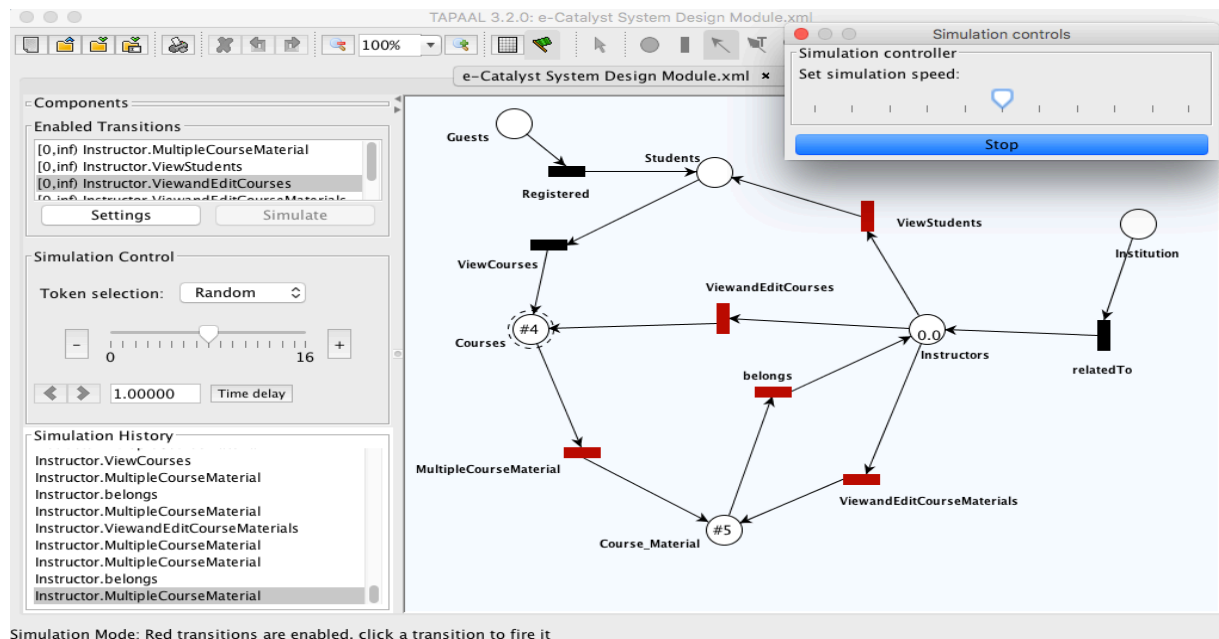 TAPAAL 3.2.0: e-Catalyst System Design Module.xml
100%
Simulation controls
Simulation controller
Set simulation speed:
Stop
e-Catalyst System Design Module.xml
Components
Enabled Transitions
[0,inf) Instructor.MultipleCourseMaterial
[0,inf) Instructor.ViewStudents
[0,inf) Instructor.ViewandEditCourses
[0,inf) Instructor.ViewandEditCourseMaterials
Settings
Simulate
Simulation Control
Token selection:
Random
-
+
0
16
1.00000
Time delay
Simulation History
Instructor.ViewCourses
Instructor.MultipleCourseMaterial
Instructor.belongs
Instructor.MultipleCourseMaterial
Instructor.ViewandEditCourseMaterials
Instructor.MultipleCourseMaterial
Instructor.MultipleCourseMaterial
Instructor.belongs
Instructor.MultipleCourseMaterial
Guests
Students
Registered
ViewStudents
ViewCourses
Institution
ViewandEditCourses
#4
Courses
0.0
Instructors
relatedTo
belongs
MultipleCourseMaterial
ViewandEditCourseMaterials
#5
Course_Material
Simulation Mode: Red transitions are enabled, click a transition to fire it